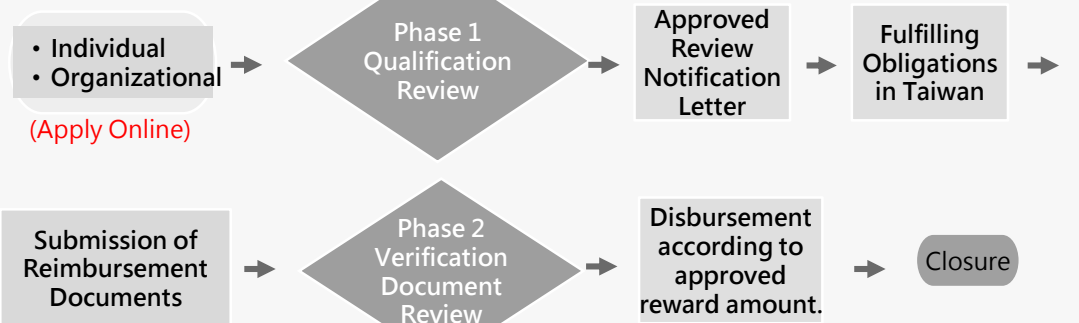 • Individual
• Organizational
(Apply Online)
Phase 1
Qualification
Review
Approved
Review
Notification
Letter
Fulfilling
Obligations
in Taiwan
Submission of
Reimbursement
Documents
Phase 2
Verification
Document
Review
Disbursement
according to
approved
reward amount.
Closure